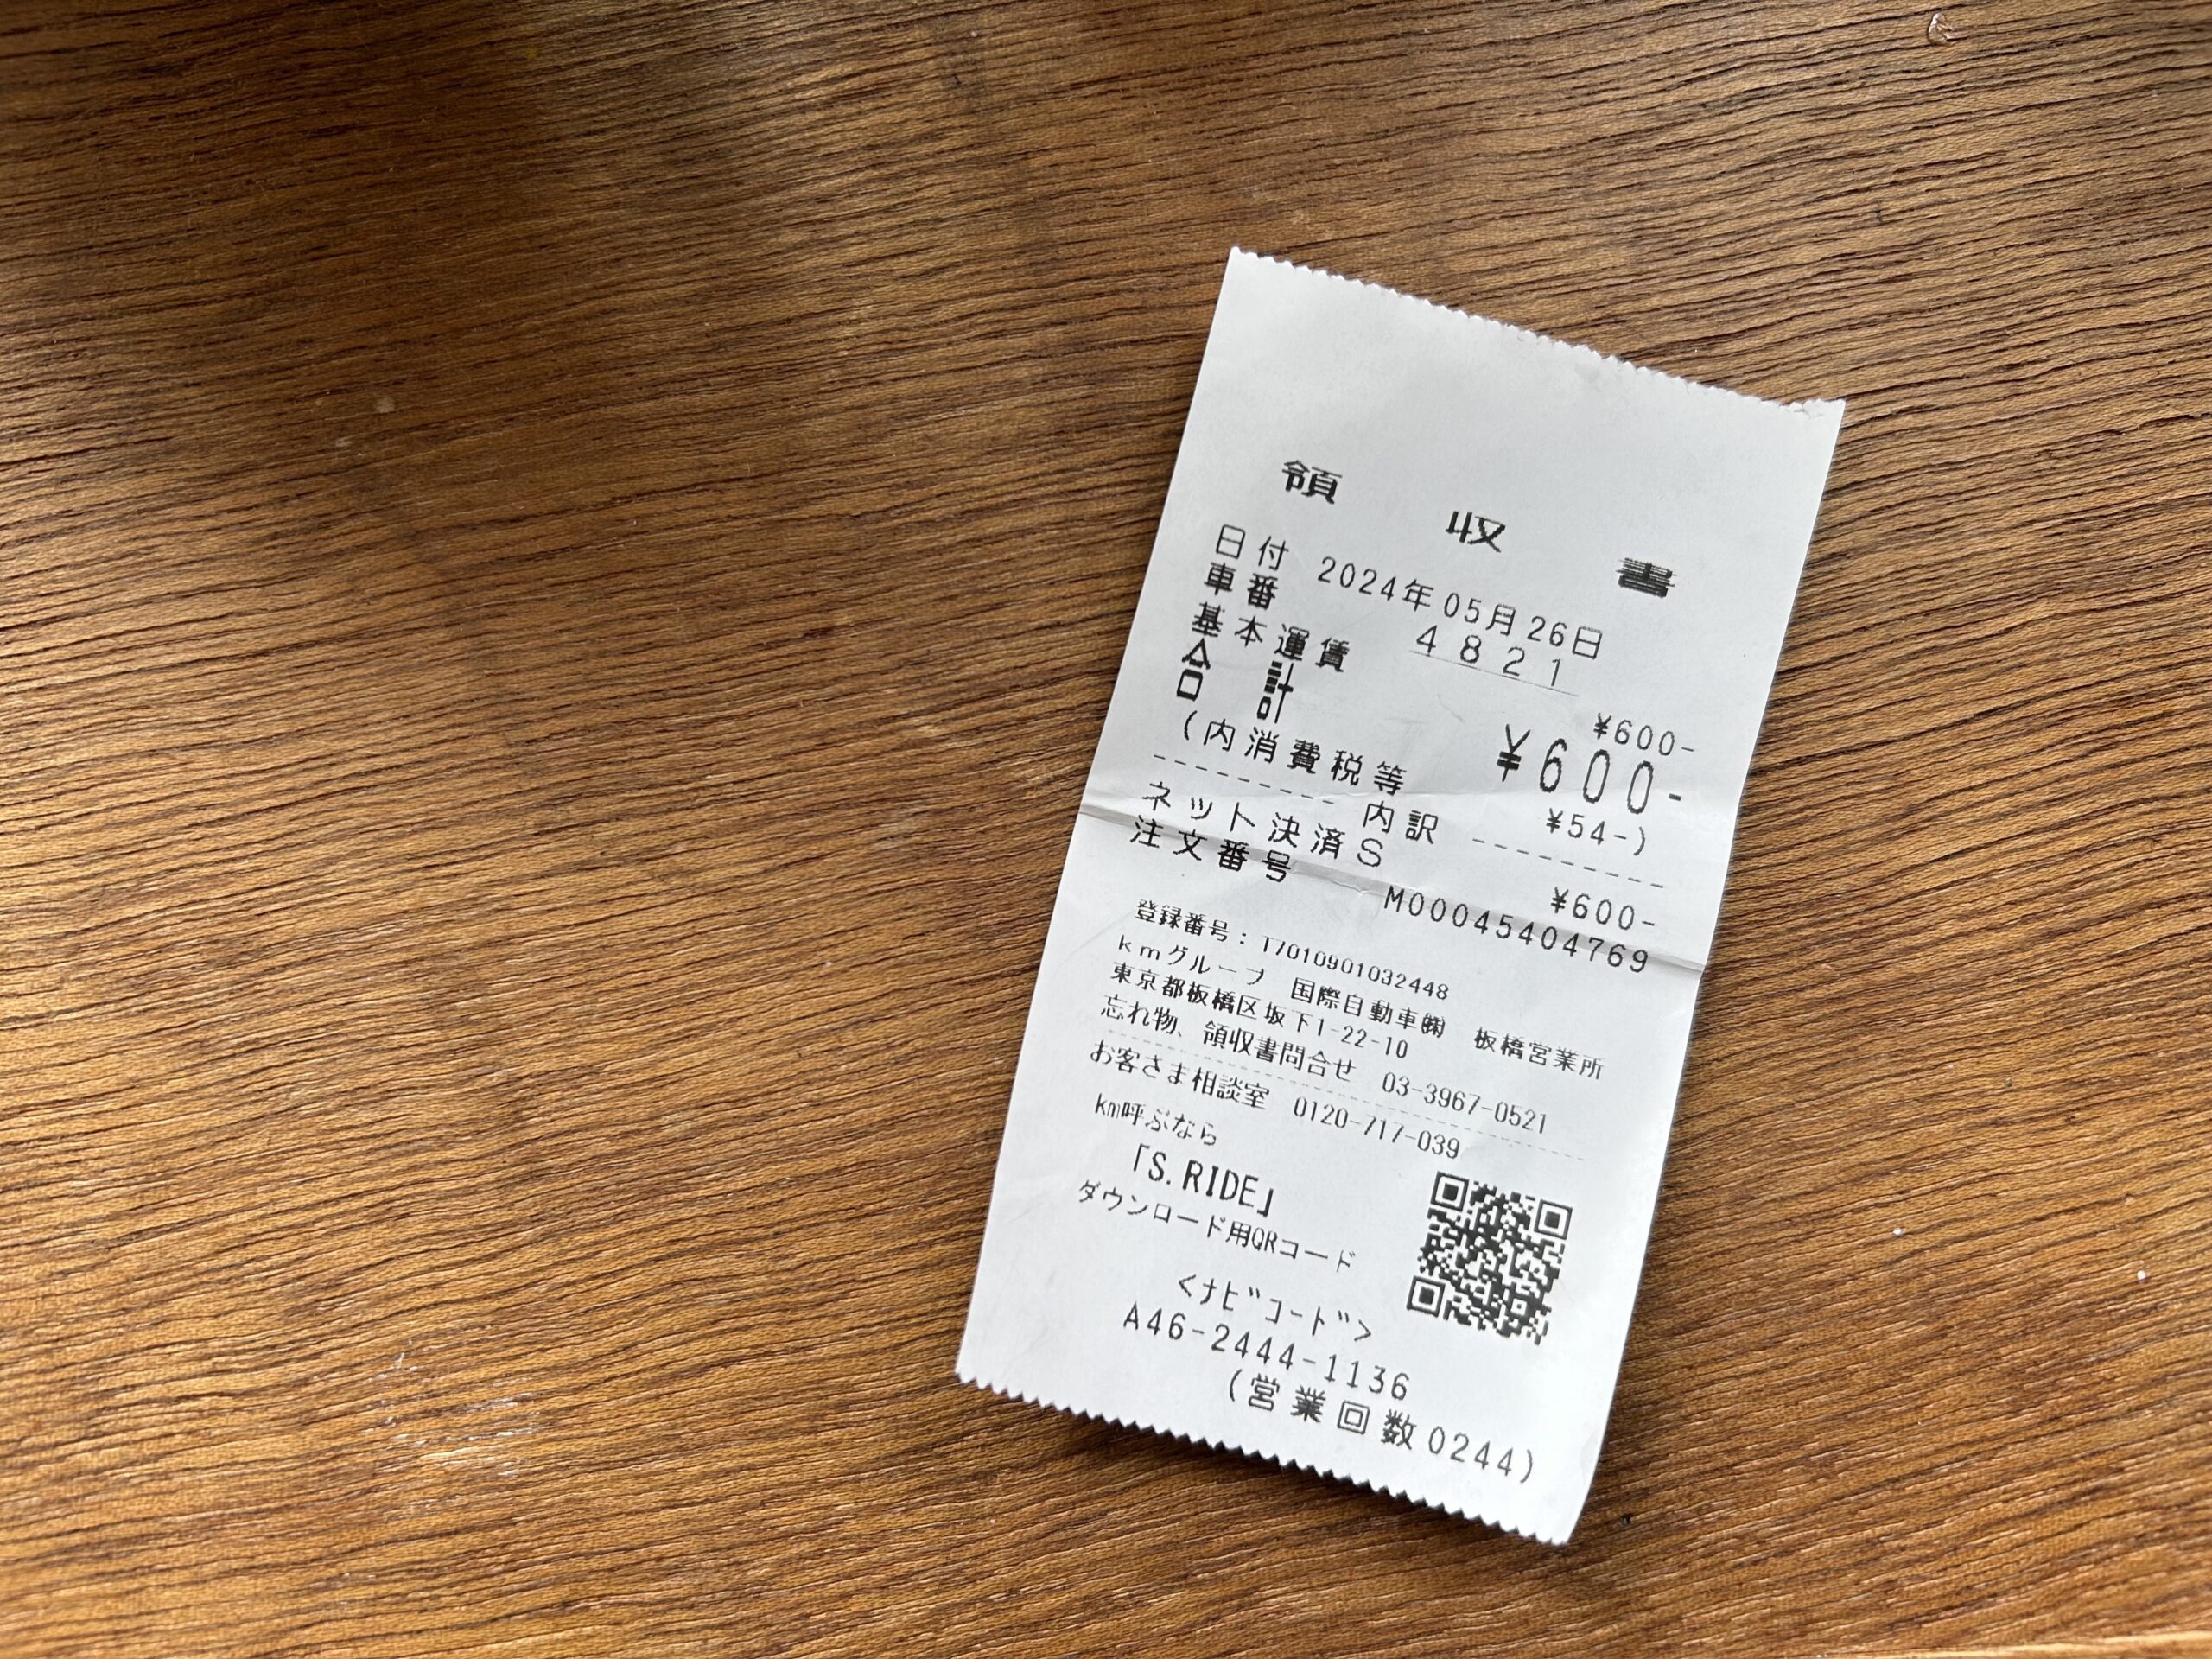 領収書
日付 2024年05月26日
車番 4821
基本運賃 ¥600-
合計 ¥600-
(内消費税等 ¥54-)
---------- 内訳 ----------
ネット決済S ¥600-
注文番号 M00045404769
登録番号：T7010901032448
kmグループ 国際自動車㈱ 板橋営業所
東京都板橋区坂下1-22-10
忘れ物、領収書問合せ 03-3967-0521
お客さま相談室 0120-717-039
km呼ぶなら
「S.RIDE」
ダウンロード用QRコード
<ﾅﾋﾞｺｰﾄﾞ>
A46-2444-1136
(営業回数0244)